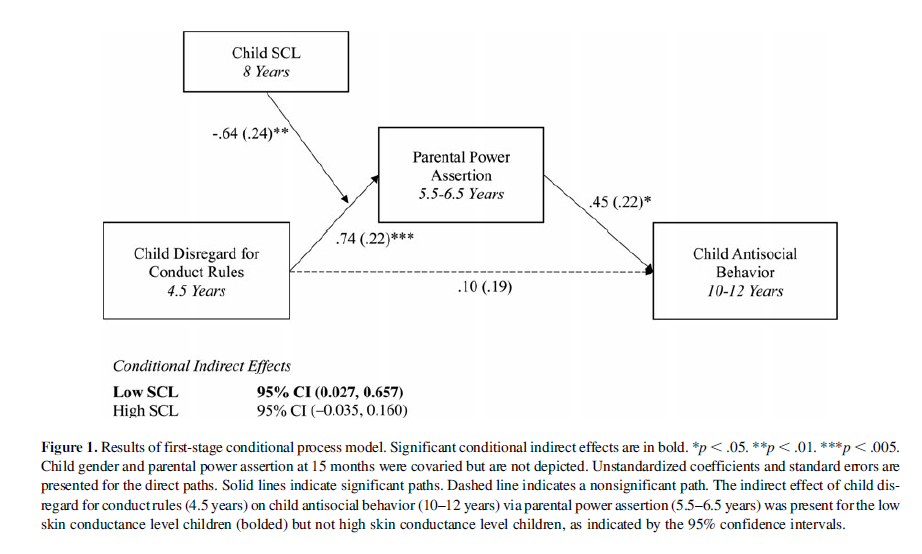 Child SCL
8 Years
-.64 (.24)**
Parental Power
Assertion
5.5-6.5 Years
.45 (.22)*
.74 (.22)***
Child Disregard for
Conduct Rules
4.5 Years
Child Antisocial
Behavior
10-12 Years
.10 (.19)
Conditional Indirect Effects
Low SCL 95% CI (0.027, 0.657)
High SCL 95% CI (–0.035, 0.160)
Figure 1. Results of first-stage conditional process model. Significant conditional indirect effects are in bold. *p < .05. **p < .01. ***p < .005.
Child gender and parental power assertion at 15 months were covaried but are not depicted. Unstandardized coefficients and standard errors are
presented for the direct paths. Solid lines indicate significant paths. Dashed line indicates a nonsignificant path. The indirect effect of child dis-
regard for conduct rules (4.5 years) on child antisocial behavior (10–12 years) via parental power assertion (5.5–6.5 years) was present for the low
skin conductance level children (bolded) but not high skin conductance level children, as indicated by the 95% confidence intervals.